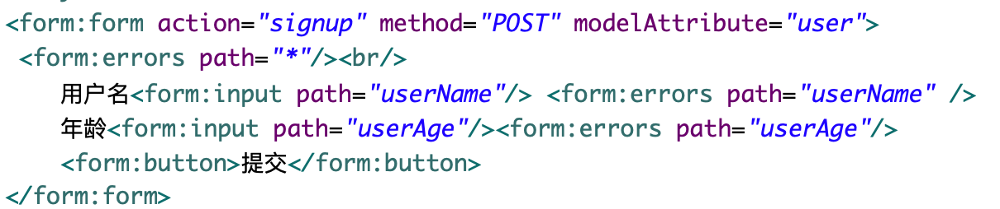 <form:form action="signup" method="POST" modelAttribute="user">
<form:errors path="*"/><br/>
用户名<form:input path="userName"/> <form:errors path="userName" />
年龄<form:input path="userAge"/><form:errors path="userAge"/>
<form:button>提交</form:button>
</form:form>